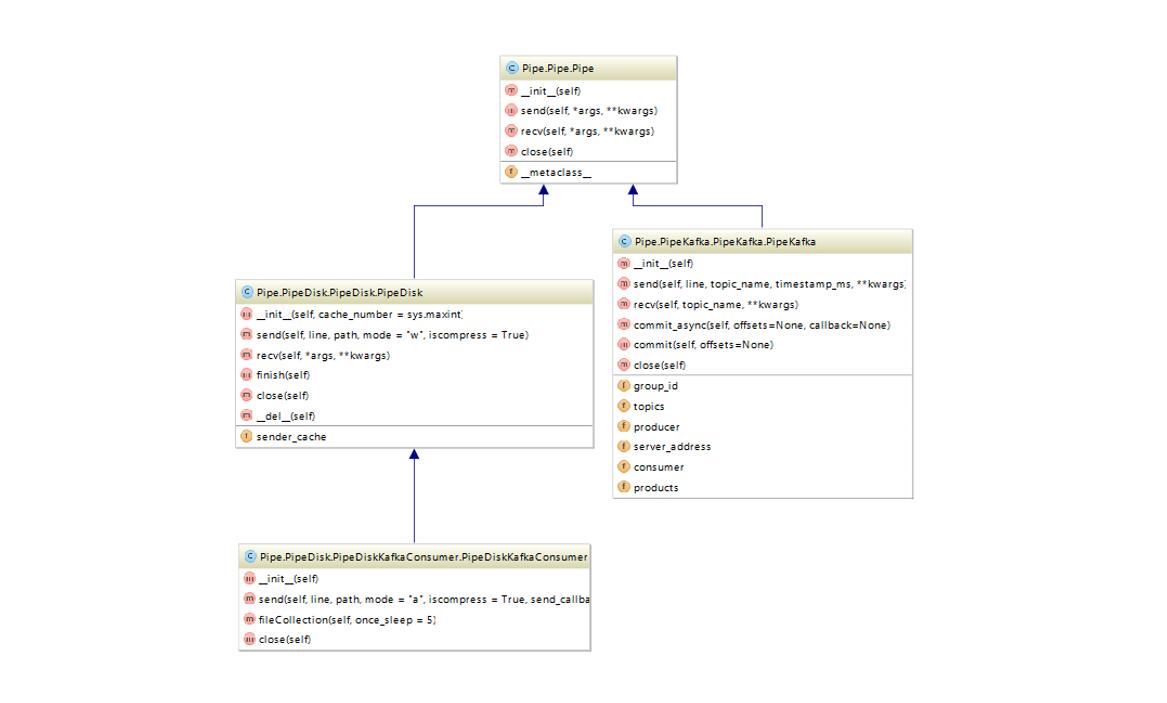 Pipe.Pipe.Pipe
__init__(self)
send(self, *args, **kwargs)
recv(self, *args, **kwargs)
close(self)
__metaclass__
Pipe.PipeKafka.PipeKafka.PipeKafka
__init__(self)
send(self, line, topic_name, timestamp_ms, **kwargs)
recv(self, topic_name, **kwargs)
commit_async(self, offsets=None, callback=None)
commit(self, offsets=None)
close(self)
group_id
topics
producer
server_address
consumer
products
Pipe.PipeDisk.PipeDisk.PipeDisk
__init__(self, cache_number = sys.maxint)
send(self, line, path, mode = "w", iscompress = True)
recv(self, *args, **kwargs)
finish(self)
close(self)
__del__(self)
sender_cache
Pipe.PipeDisk.PipeDiskKafkaConsumer.PipeDiskKafkaConsumer
__init__(self)
send(self, line, path, mode = "a", iscompress = True, send_callba
fileCollection(self, once_sleep = 5)
close(self)